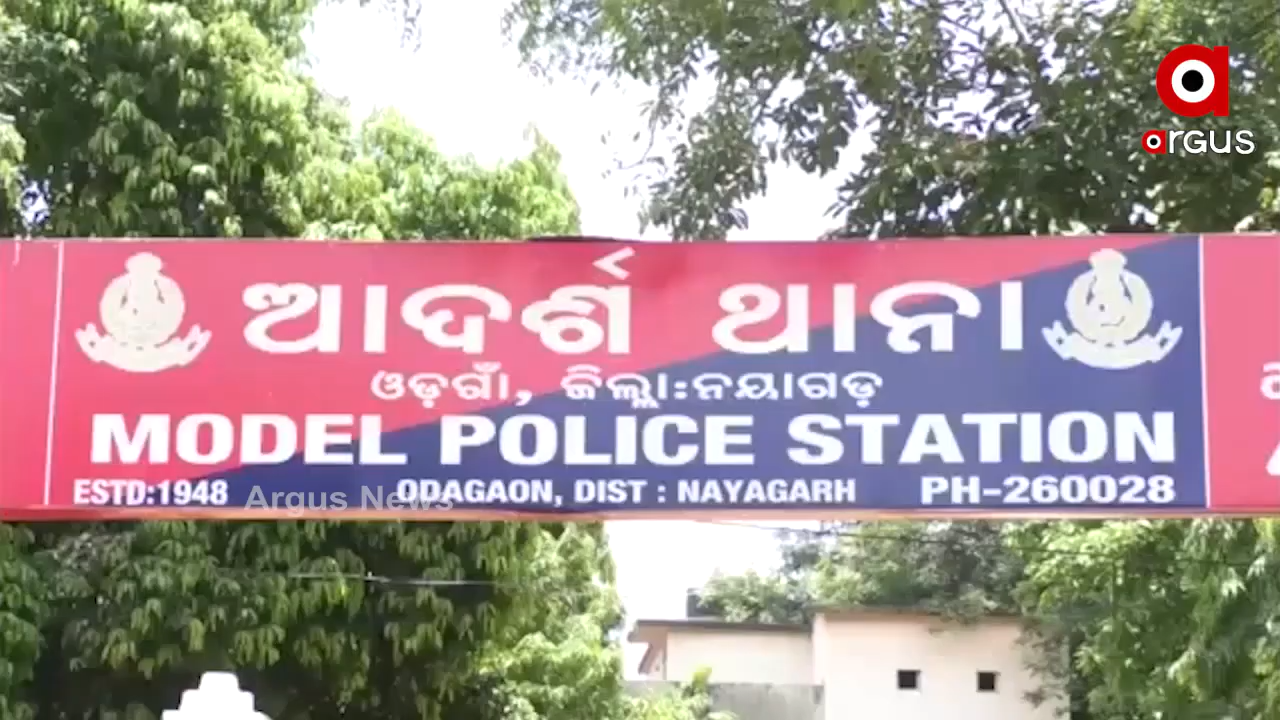 argus
ଆଦର୍ଶ ଥାନା
ଓଡ଼ଗାଁ, ଜିଲ୍ଲା:ନୟାଗଡ଼
MODEL POLICE STATION
ESTD:1948 ODAGAON, DIST : NAYAGARH PH-260028
Argus News